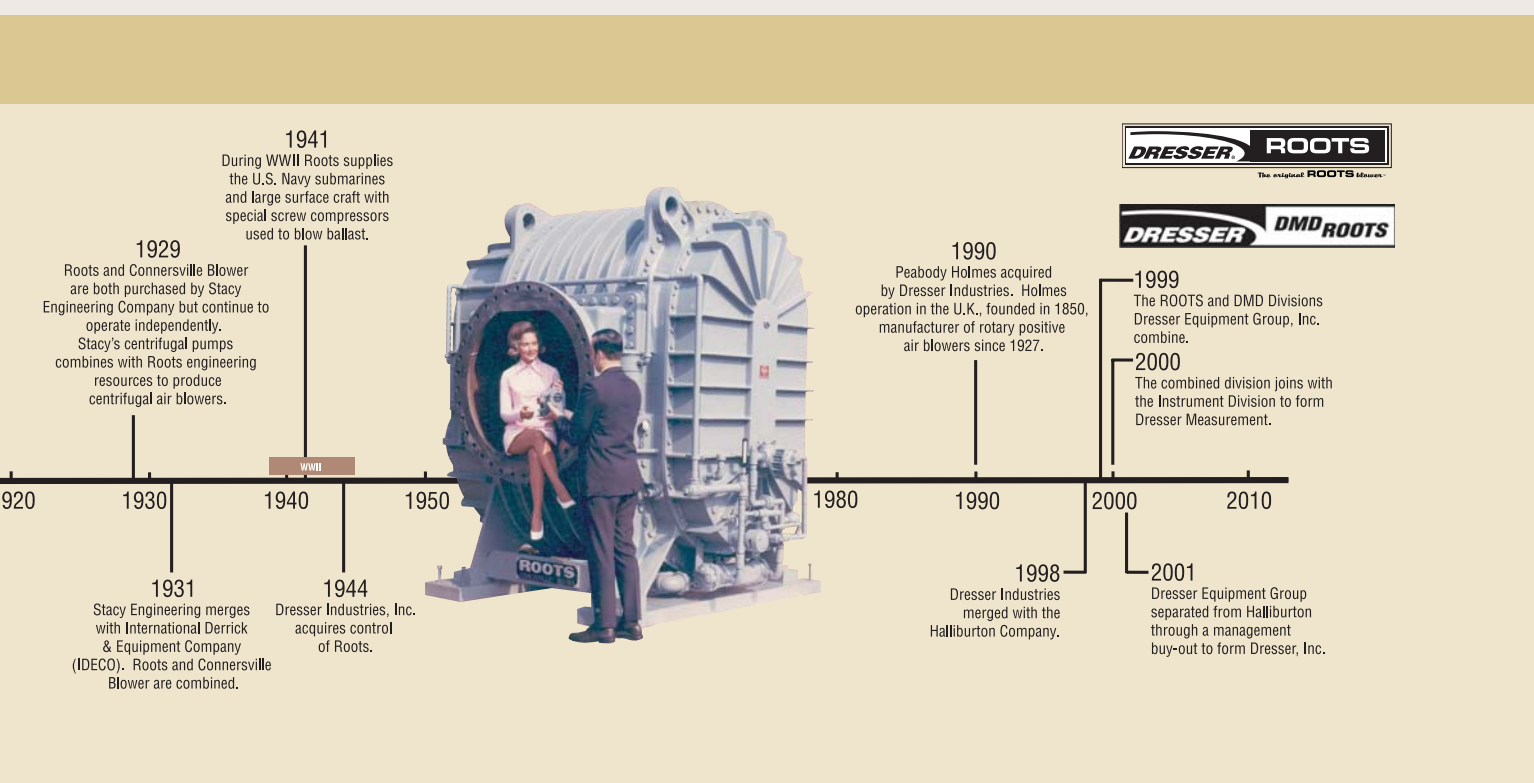 1941
During WWII Roots supplies
the U.S. Navy submarines
and large surface craft with
special screw compressors
used to blow ballast.
1929
Roots and Connersville Blower
are both purchased by Stacy
Engineering Company but continue to
operate independently.
Stacy's centrifugal pumps
combines with Roots engineering
resources to produce
centrifugal air blowers.
DRESSER® ROOTS
The original ROOTS blower™
DRESSER DMD ROOTS
1990
Peabody Holmes acquired
by Dresser Industries. Holmes
operation in the U.K., founded in 1850,
manufacturer of rotary positive
air blowers since 1927.
1999
The ROOTS and DMD Divisions
Dresser Equipment Group, Inc.
combine.
2000
The combined division joins with
the Instrument Division to form
Dresser Measurement.
WWII
920 1930 1940 1950 1980 1990 2000 2010
ROOTS
1931
Stacy Engineering merges
with International Derrick
& Equipment Company
(IDECO). Roots and Connersville
Blower are combined.
1944
Dresser Industries, Inc.
acquires control
of Roots.
1998
Dresser Industries
merged with the
Halliburton Company.
2001
Dresser Equipment Group
separated from Halliburton
through a management
buy-out to form Dresser, Inc.